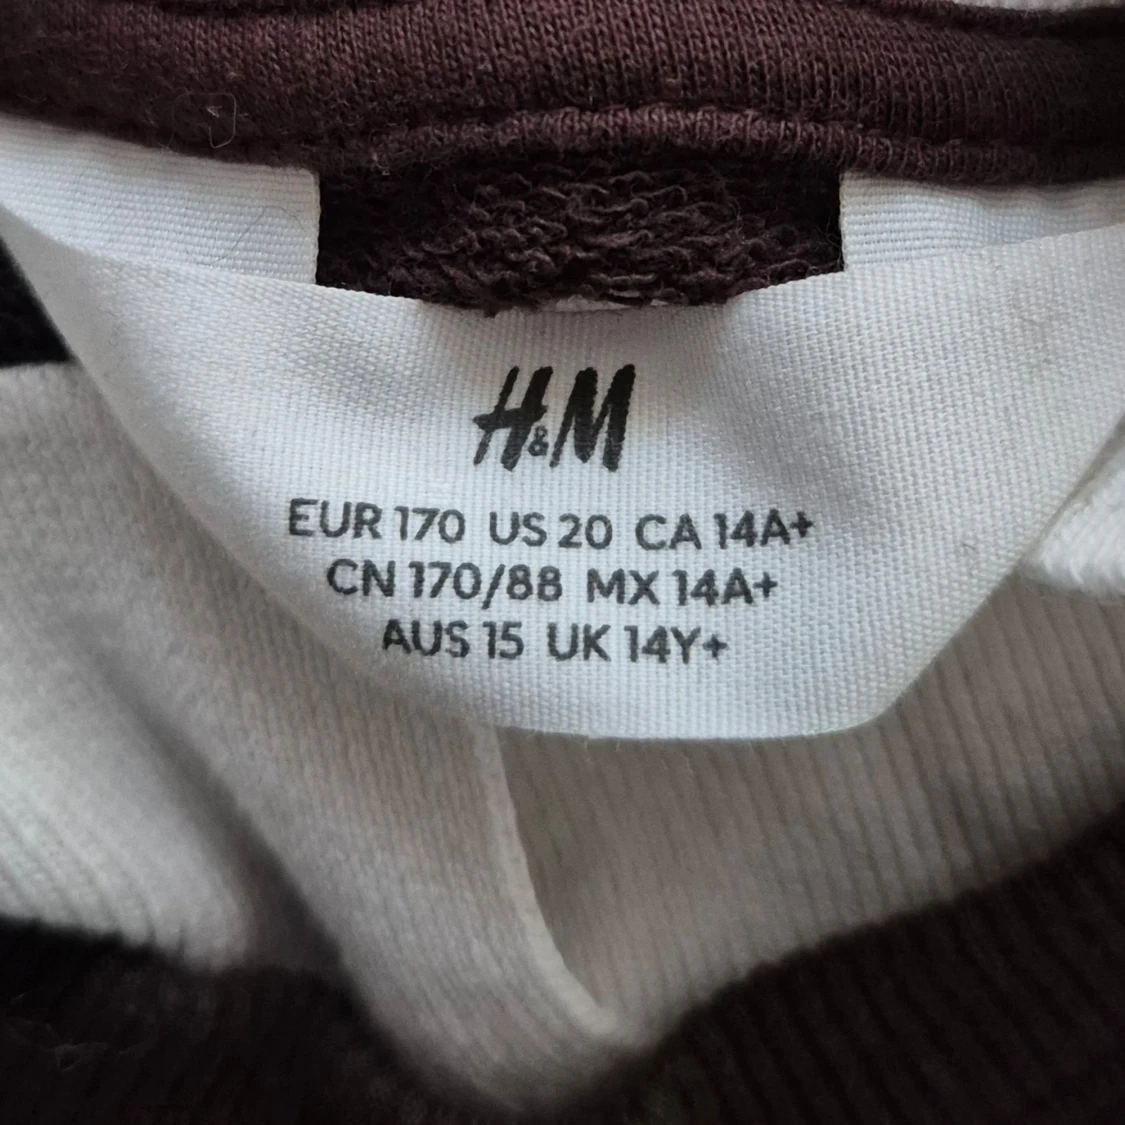 H&M
EUR 170 US 20 CA 14A+
CN 170/88 MX 14A+
AUS 15 UK 14Y+